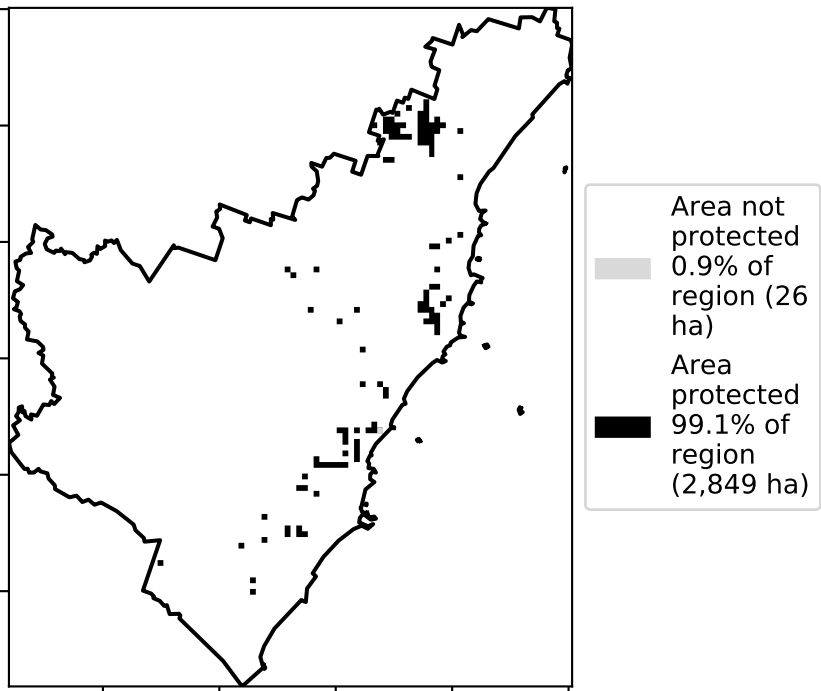 Area not
protected
0.9% of
region (26
ha)
Area
protected
99.1% of
region
(2,849 ha)